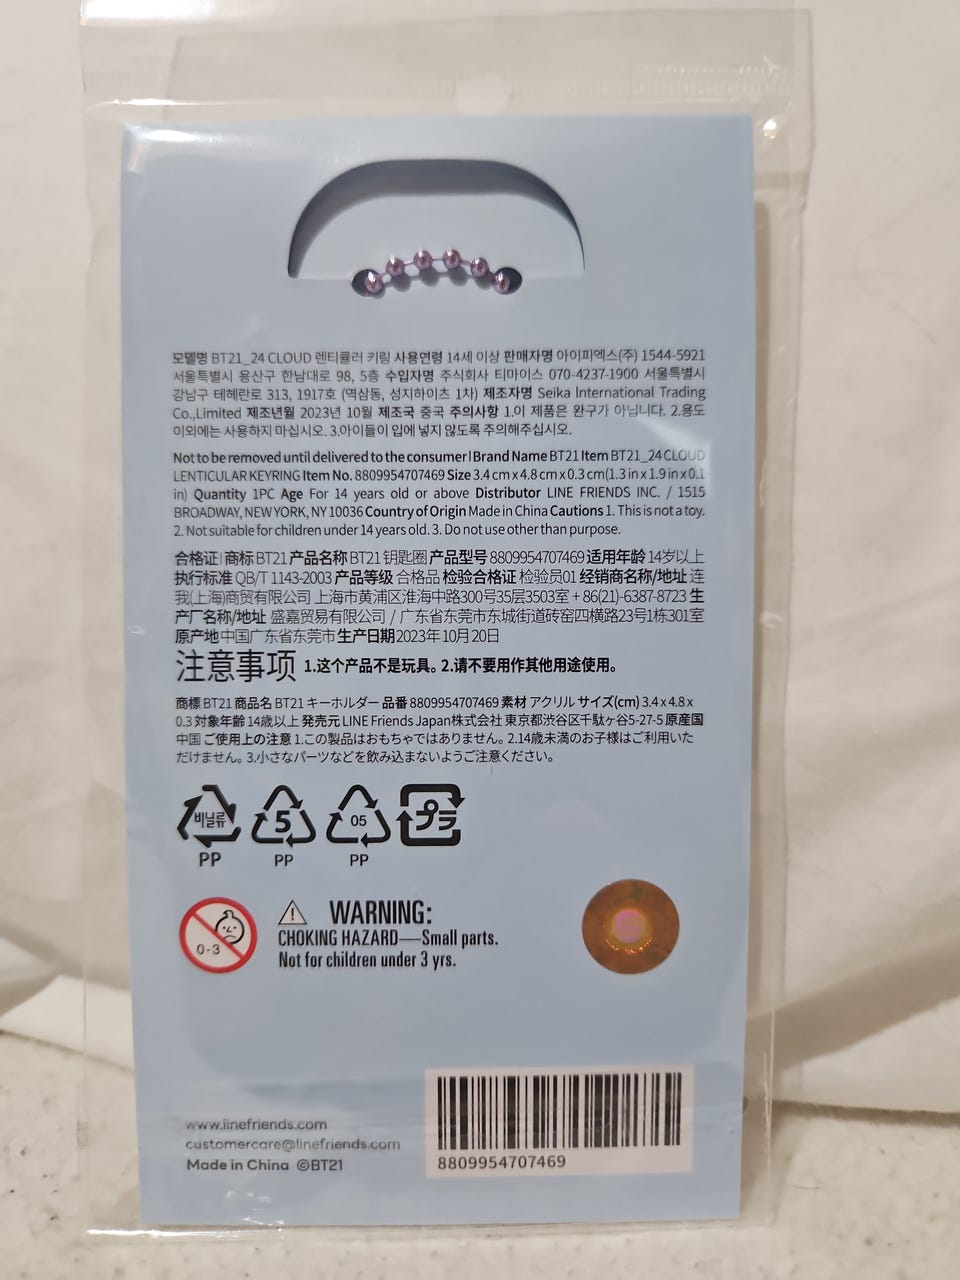 모델명 BT21_24 CLOUD 렌티큘러 키링 사용연령 14세 이상 판매자명 아이피엑스(주) 1544-5921
서울특별시 용산구 한남대로 98, 5층 수입자명 주식회사 티마이스 070-4237-1900 서울특별시
강남구 테헤란로 313, 1917호 (역삼동, 성지하이츠 1차) 제조자명 Seika International Trading
Co.,Limited 제조년월 2023년 10월 제조국 중국 주의사항 1.이 제품은 완구가 아닙니다. 2.용도
이외에는 사용하지 마십시오. 3.아이들이 입에 넣지 않도록 주의해주십시오.
Not to be removed until delivered to the consumer | Brand Name BT21 Item BT21_24 CLOUD
LENTICULAR KEYRING Item No. 8809954707469 Size 3.4 cm x 4.8 cm x 0.3 cm(1.3 in x 1.9 in x 0.1
in) Quantity 1PC Age For 14 years old or above Distributor LINE FRIENDS INC. / 1515
BROADWAY, NEW YORK, NY 10036 Country of Origin Made in China Cautions 1. This is not a toy.
2. Not suitable for children under 14 years old. 3. Do not use other than purpose.
合格证 | 商标 BT21 产品名称 BT21 钥匙圈 产品型号 8809954707469 适用年龄 14岁以上
执行标准 QB/T 1143-2003 产品等级 合格品 检验合格证 检验员01 经销商名称/地址 连
我(上海)商贸有限公司 上海市黄浦区淮海中路300号35层3503室 + 86(21)-6387-8723 生
产厂名称/地址 盛嘉贸易有限公司 / 广东省东莞市东城街道砖窑四横路23号1栋301室
原产地 中国广东省东莞市 生产日期 2023年 10月 20日
注意事项 1.这个产品不是玩具。2.请不要用作其他用途使用。
商標 BT21 商品名 BT21 キーホルダー 品番 8809954707469 素材 アクリル サイズ(cm) 3.4 x 4.8 x
0.3 対象年齢 14歳以上 発売元 LINE Friends Japan株式会社 東京都渋谷区千駄ヶ谷5-27-5 原産国
中国 ご使用上の注意 1.この製品はおもちゃではありません。2.14歳未満のお子様はご利用いた
だけません。3.小さなパーツなどを飲み込まないようご注意ください。
비닐류 5 05 プラ
PP PP PP
0-3
WARNING:
CHOKING HAZARD—Small parts.
Not for children under 3 yrs.
www.linefriends.com
customercare@linefriends.com
Made in China ©BT21
8809954707469